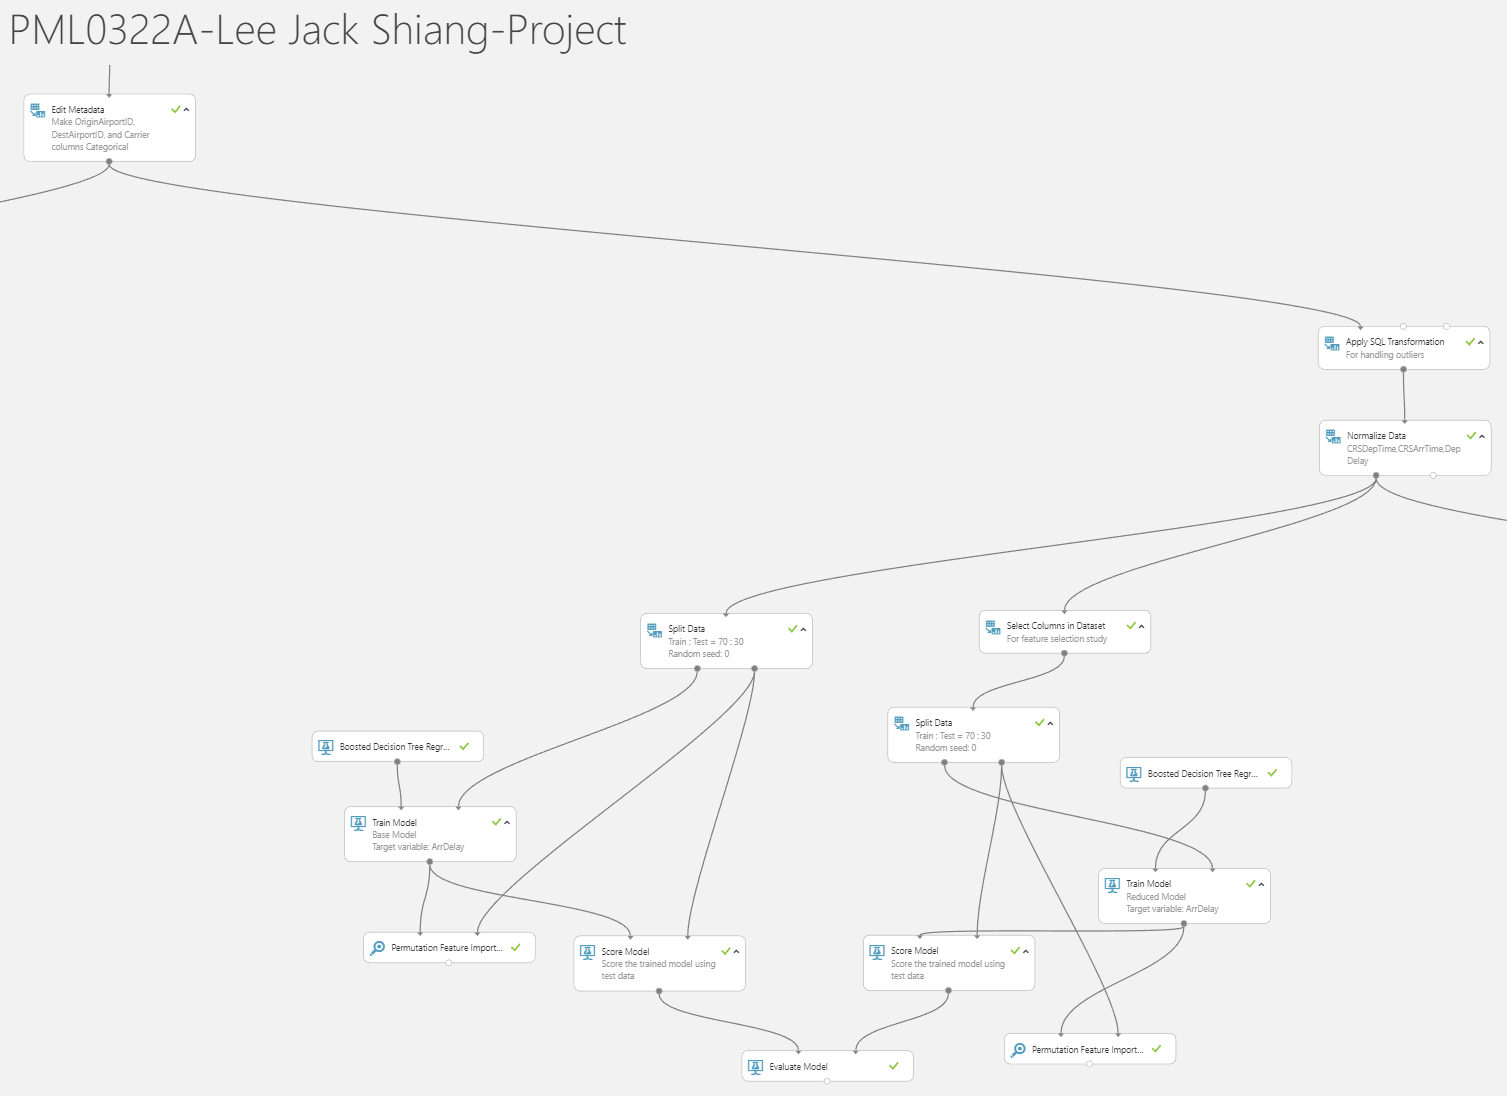 PML0322A-Lee Jack Shiang-Project
Edit Metadata
Make OriginAirportID,
DestAirportID, and Carrier
columns Categorical
Apply SQL Transformation
For handling outliers
Normalize Data
CRSDepTime,CRSArrTime,Dep
Delay
Split Data
Train : Test = 70 : 30
Random seed: 0
Select Columns in Dataset
For feature selection study
Split Data
Train : Test = 70 : 30
Random seed: 0
Boosted Decision Tree Regr...
Boosted Decision Tree Regr...
Train Model
Base Model
Target variable: ArrDelay
Train Model
Reduced Model
Target variable: ArrDelay
Permutation Feature Import...
Score Model
Score the trained model using
test data
Score Model
Score the trained model using
test data
Permutation Feature Import...
Evaluate Model